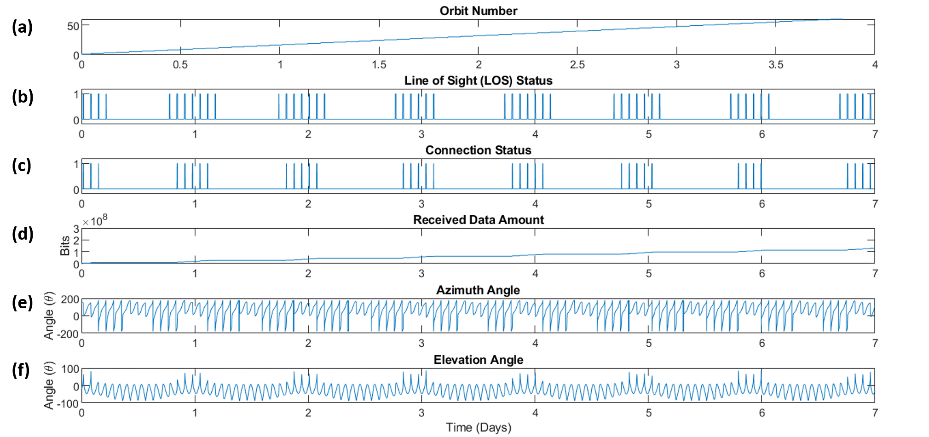 Orbit Number
(a)
50
0
0 0.5 1 1.5 2 2.5 3 3.5 4
Line of Sight (LOS) Status
(b)
1
0
0 1 2 3 4 5 6 7
Connection Status
(c)
1
0
0 1 2 3 4 5 6 7
×10^8
Received Data Amount
(d)
Bits
3
2
1
0
0 1 2 3 4 5 6 7
Azimuth Angle
(e)
Angle (θ)
200
0
-200
0 1 2 3 4 5 6 7
Elevation Angle
(f)
Angle (θ)
100
0
-100
0 1 2 3 4 5 6 7
Time (Days)